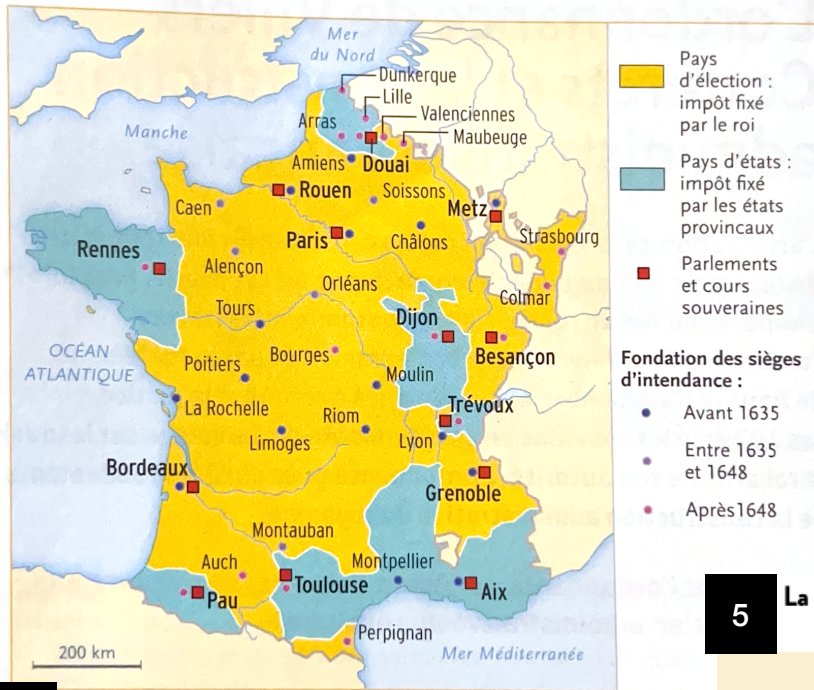 Mer
du Nord
Dunkerque
Lille
Valenciennes
Maubeuge
Arras
Manche
Amiens
Douai
Rouen
Soissons
Caen
Metz
Paris
Châlons
Strasbourg
Rennes
Alençon
Orléans
Colmar
Tours
Dijon
Besançon
OCÉAN
ATLANTIQUE
Bourges
Poitiers
Moulin
La Rochelle
Riom
Trévoux
Limoges
Lyon
Bordeaux
Grenoble
Montauban
Auch
Montpellier
Toulouse
Aix
Pau
Perpignan
200 km
Mer Méditerranée
Pays
d'élection :
impôt fixé
par le roi
Pays d'états :
impôt fixé
par les états
provinciaux
Parlements
et cours
souveraines
Fondation des sièges
d'intendance :
Avant 1635
Entre 1635
et 1648
Après1648
5
La